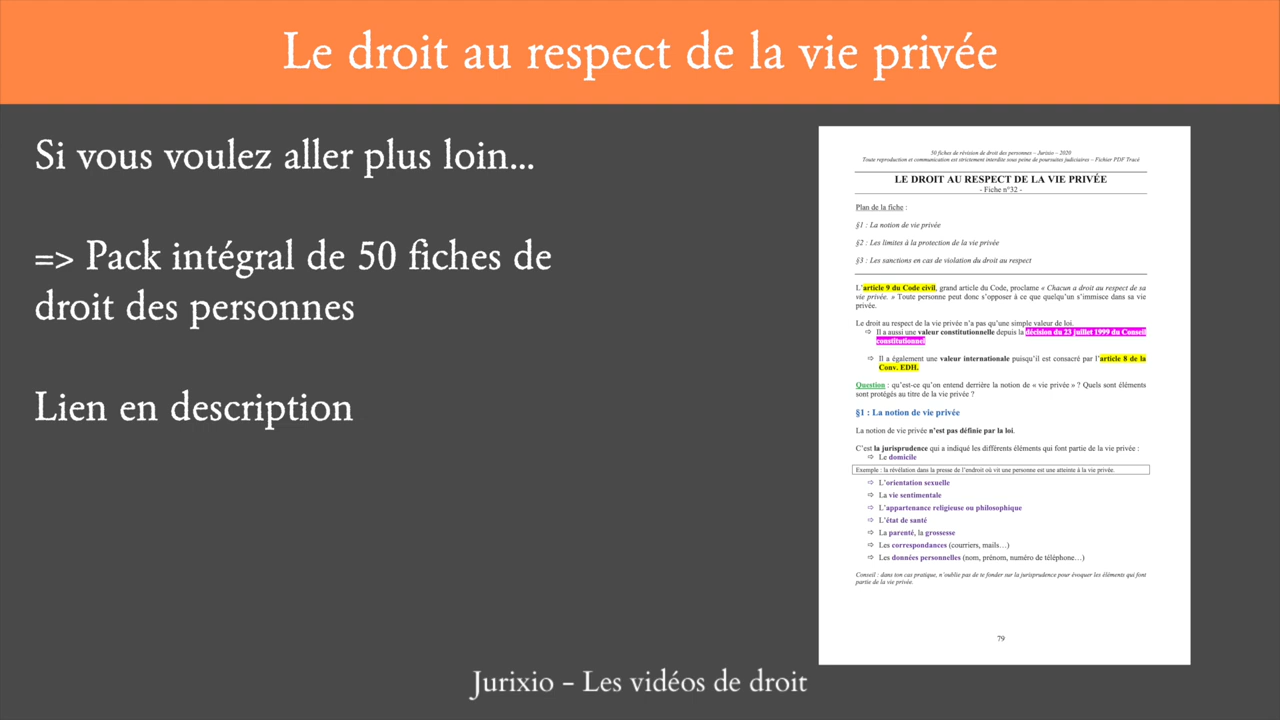 Le droit au respect de la vie privée
Si vous voulez aller plus loin...
=> Pack intégral de 50 fiches de
droit des personnes
Lien en description
50 fiches de révision de droit des personnes – Jurixio – 2020
Toute reproduction et communication est strictement interdite sous peine de poursuites judiciaires – Fichier PDF Tracé
LE DROIT AU RESPECT DE LA VIE PRIVÉE
- Fiche n°32 -
Plan de la fiche :
§1 : La notion de vie privée
§2 : Les limites à la protection de la vie privée
§3 : Les sanctions en cas de violation du droit au respect
L'article 9 du Code civil, grand article du Code, proclame « Chacun a droit au respect de sa
vie privée. » Toute personne peut donc s'opposer à ce que quelqu'un s'immisce dans sa vie
privée.
Le droit au respect de la vie privée n'a pas qu'une simple valeur de loi.
⇨ Il a aussi une valeur constitutionnelle depuis la décision du 23 juillet 1999 du Conseil
constitutionnel
⇨ Il a également une valeur internationale puisqu'il est consacré par l'article 8 de la
Conv. EDH.
Question : qu'est-ce qu'on entend derrière la notion de « vie privée » ? Quels sont éléments
sont protégés au titre de la vie privée ?
§1 : La notion de vie privée
La notion de vie privée n'est pas définie par la loi.
C'est la jurisprudence qui a indiqué les différents éléments qui font partie de la vie privée :
⇨ Le domicile
Exemple : la révélation dans la presse de l'endroit où vit une personne est une atteinte à la vie privée.
⇨ L'orientation sexuelle
⇨ La vie sentimentale
⇨ L'appartenance religieuse ou philosophique
⇨ L'état de santé
⇨ La parenté, la grossesse
⇨ Les correspondances (courriers, mails…)
⇨ Les données personnelles (nom, prénom, numéro de téléphone…)
Conseil : dans ton cas pratique, n'oublie pas de te fonder sur la jurisprudence pour évoquer les éléments qui font
partie de la vie privée.
79
Jurixio - Les vidéos de droit